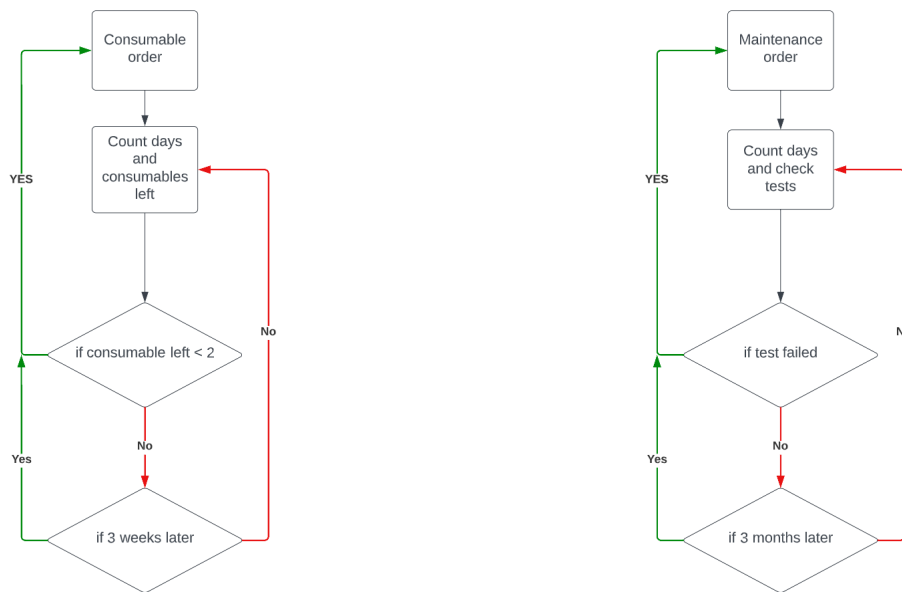 Consumable
order
Count days
and
consumables
left
YES
No
if consumable left < 2
No
Yes
if 3 weeks later
Maintenance
order
Count days
and check
tests
YES
if test failed
No
Yes
if 3 months later